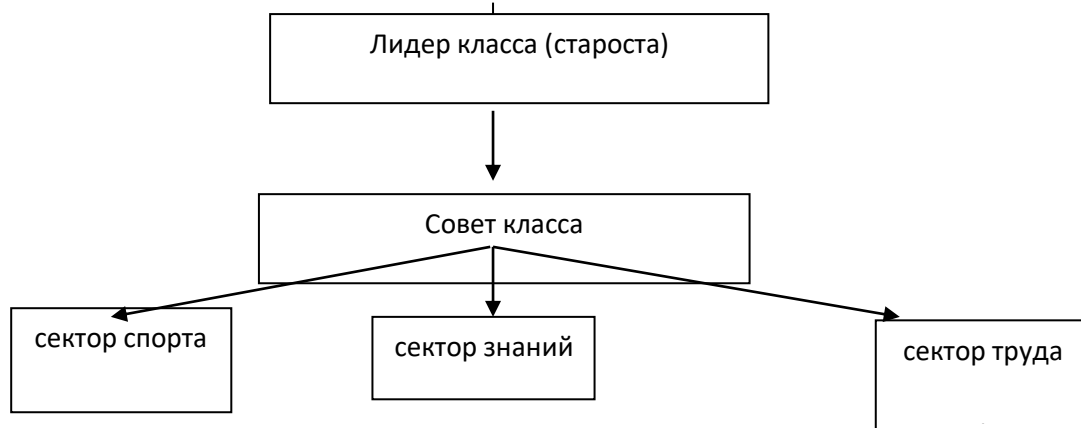 Лидер класса (староста)
Совет класса
сектор спорта
сектор знаний
сектор труда